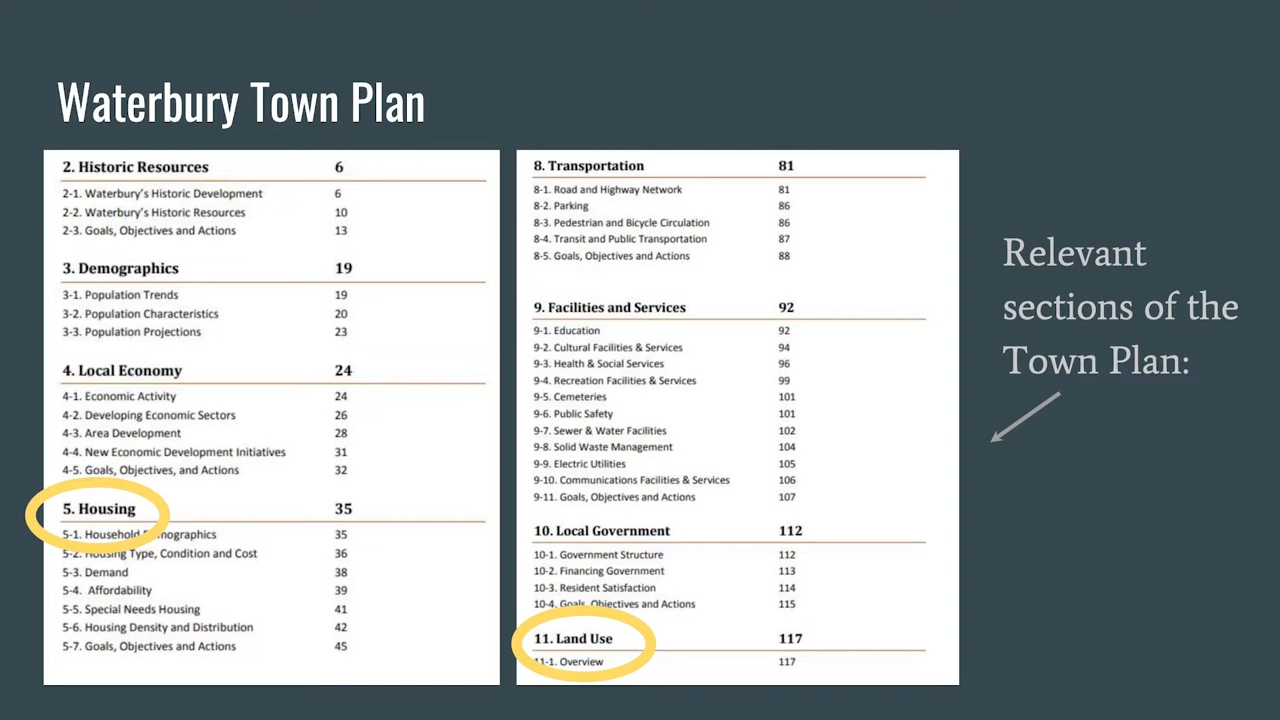 Waterbury Town Plan
2. Historic Resources 6
2-1. Waterbury's Historic Development 6
2-2. Waterbury's Historic Resources 10
2-3. Goals, Objectives and Actions 13
3. Demographics 19
3-1. Population Trends 19
3-2. Population Characteristics 20
3-3. Population Projections 23
4. Local Economy 24
4-1. Economic Activity 24
4-2. Developing Economic Sectors 26
4-3. Area Development 28
4-4. New Economic Development Initiatives 31
4-5. Goals, Objectives, and Actions 32
5. Housing 35
5-1. Household Demographics 35
5-2. Housing Type, Condition and Cost 36
5-3. Demand 38
5-4. Affordability 39
5-5. Special Needs Housing 41
5-6. Housing Density and Distribution 42
5-7. Goals, Objectives and Actions 45
8. Transportation 81
8-1. Road and Highway Network 81
8-2. Parking 86
8-3. Pedestrian and Bicycle Circulation 86
8-4. Transit and Public Transportation 87
8-5. Goals, Objectives and Actions 88
9. Facilities and Services 92
9-1. Education 92
9-2. Cultural Facilities & Services 94
9-3. Health & Social Services 96
9-4. Recreation Facilities & Services 99
9-5. Cemeteries 101
9-6. Public Safety 101
9-7. Sewer & Water Facilities 102
9-8. Solid Waste Management 104
9-9. Electric Utilities 105
9-10. Communications Facilities & Services 106
9-11. Goals, Objectives and Actions 107
10. Local Government 112
10-1. Government Structure 112
10-2. Financing Government 113
10-3. Resident Satisfaction 114
10-4. Goals, Objectives and Actions 115
11. Land Use 117
11-1. Overview 117
Relevant
sections of the
Town Plan: